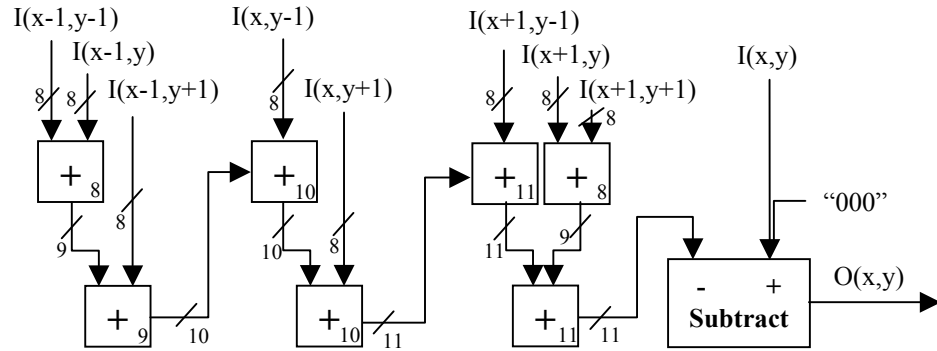 I(x-1,y-1)
I(x,y-1)
I(x+1,y-1)
I(x-1,y)
I(x+1,y)
I(x,y)
I(x-1,y+1)
I(x,y+1)
I(x+1,y+1)
8
8
8
8
8
8
+
8
+
10
+
11
+
8
“000”
8
8
9
10
11
9
O(x,y)
-
+
Subtract
+
9
10
+
10
11
+
11
11